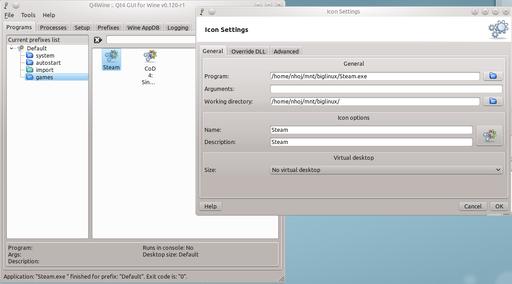 Q4Wine :. Qt4 GUI for Wine v0.120-r1
File Tools Help
Programs Processes Setup Prefixes Wine AppDB Logging
Current prefixes list
Default
system
autostart
import
games
Steam
CoD
4:
Sin...
Program:
Args:
Description:
Runs in console: No
Desktop size: Default
Application: "Steam.exe " finished for prefix: "Default". Exit code is: "0".
Icon Settings
Icon Settings
General Override DLL Advanced
General
Program: /home/nhoj/mnt/biglinux/Steam.exe
Arguments:
Working directory: /home/nhoj/mnt/biglinux/
Icon options
Name: Steam
Description: Steam
Virtual desktop
Size: No virtual desktop
Help Cancel OK